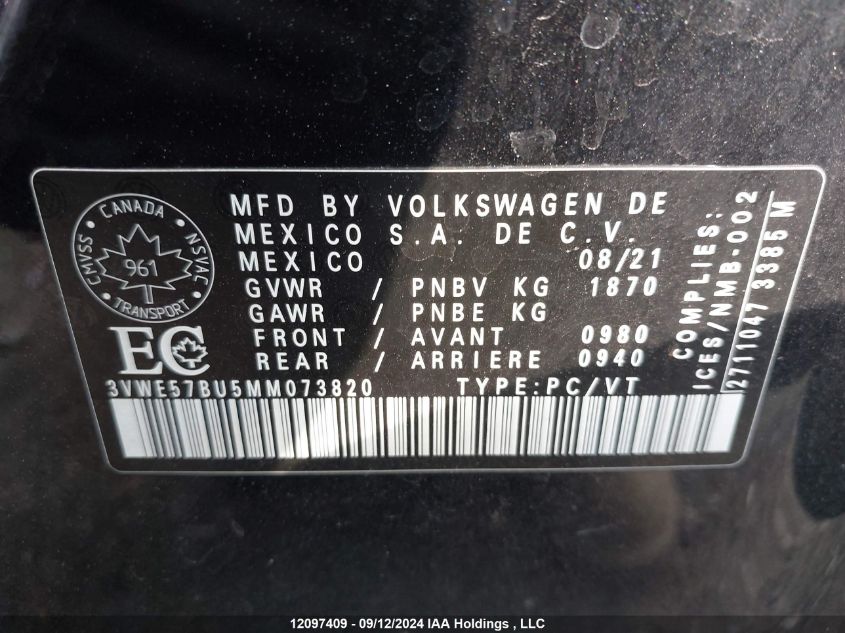 CANADA
CMVSS
NSVAC
961
TRANSPORT
EC
MFD BY VOLKSWAGEN DE
MEXICO S.A. DE C.V.
MEXICO 08/21
GVWR / PNBV KG 1870
GAWR / PNBE KG
FRONT / AVANT 0980
REAR / ARRIERE 0940
3VWE57BU5MM073820 TYPE:PC/VT
COMPLIES:
ICES/NMB-002
2711047 3385 M
12097409 - 09/12/2024 IAA Holdings , LLC